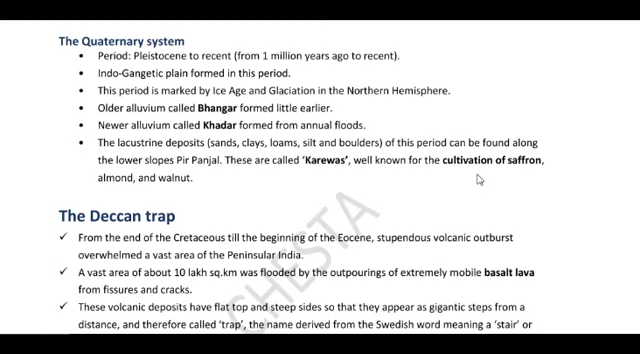 The Quaternary system
• Period: Pleistocene to recent (from 1 million years ago to recent).
• Indo-Gangetic plain formed in this period.
• This period is marked by Ice Age and Glaciation in the Northern Hemisphere.
• Older alluvium called Bhangar formed little earlier.
• Newer alluvium called Khadar formed from annual floods.
• The lacustrine deposits (sands, clays, loams, silt and boulders) of this period can be found along
the lower slopes Pir Panjal. These are called ‘Karewas’, well known for the cultivation of saffron,
almond, and walnut.
The Deccan trap
✓ From the end of the Cretaceous till the beginning of the Eocene, stupendous volcanic outburst
overwhelmed a vast area of the Peninsular India.
✓ A vast area of about 10 lakh sq.km was flooded by the outpourings of extremely mobile basalt lava
from fissures and cracks.
✓ These volcanic deposits have flat top and steep sides so that they appear as gigantic steps from a
distance, and therefore called ‘trap’, the name derived from the Swedish word meaning a ‘stair’ or
CHESTA